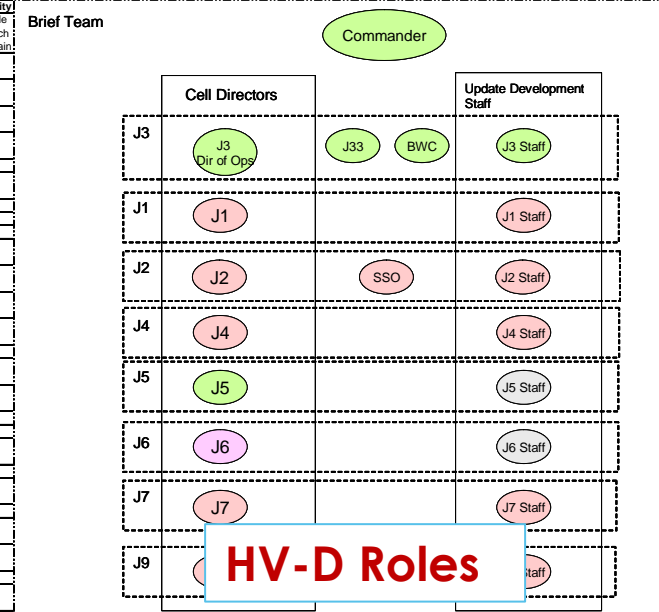 ity
Brief Team
Commander
Cell Directors
Update Development
Staff
J3
J3
Dir of Ops
J33
BWC
J3 Staff
J1
J1
J1 Staff
J2
J2
SSO
J2 Staff
J4
J4
J4 Staff
J5
J5
J5 Staff
J6
J6
J6 Staff
J7
J7
J7 Staff
J9
HV-D Roles
taff